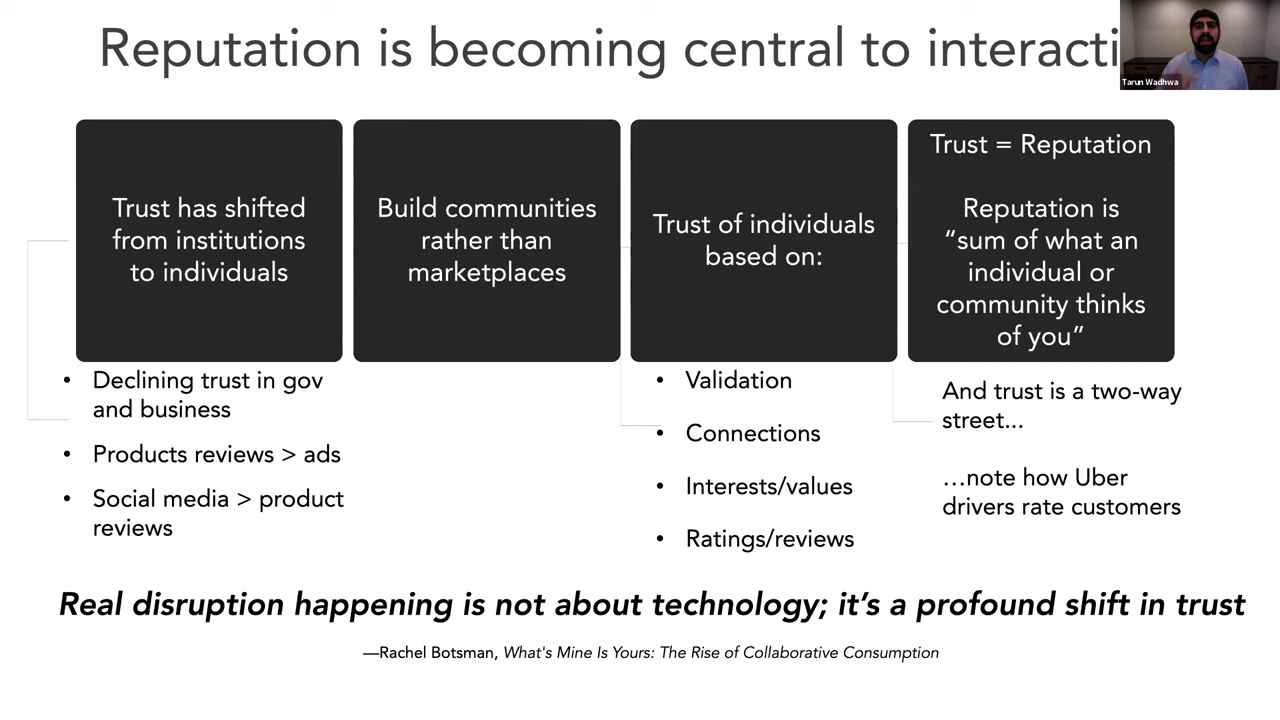 Reputation is becoming central to interacti
Tarun Wadhwa
Trust has shifted
from institutions
to individuals
Declining trust in gov
and business
Products reviews > ads
Social media > product
reviews
Build communities
rather than
marketplaces
Trust of individuals
based on:
Validation
Connections
Interests/values
Ratings/reviews
Trust = Reputation
Reputation is
“sum of what an
individual or
community thinks
of you”
And trust is a two-way
street...
…note how Uber
drivers rate customers
Real disruption happening is not about technology; it’s a profound shift in trust
—Rachel Botsman, What's Mine Is Yours: The Rise of Collaborative Consumption